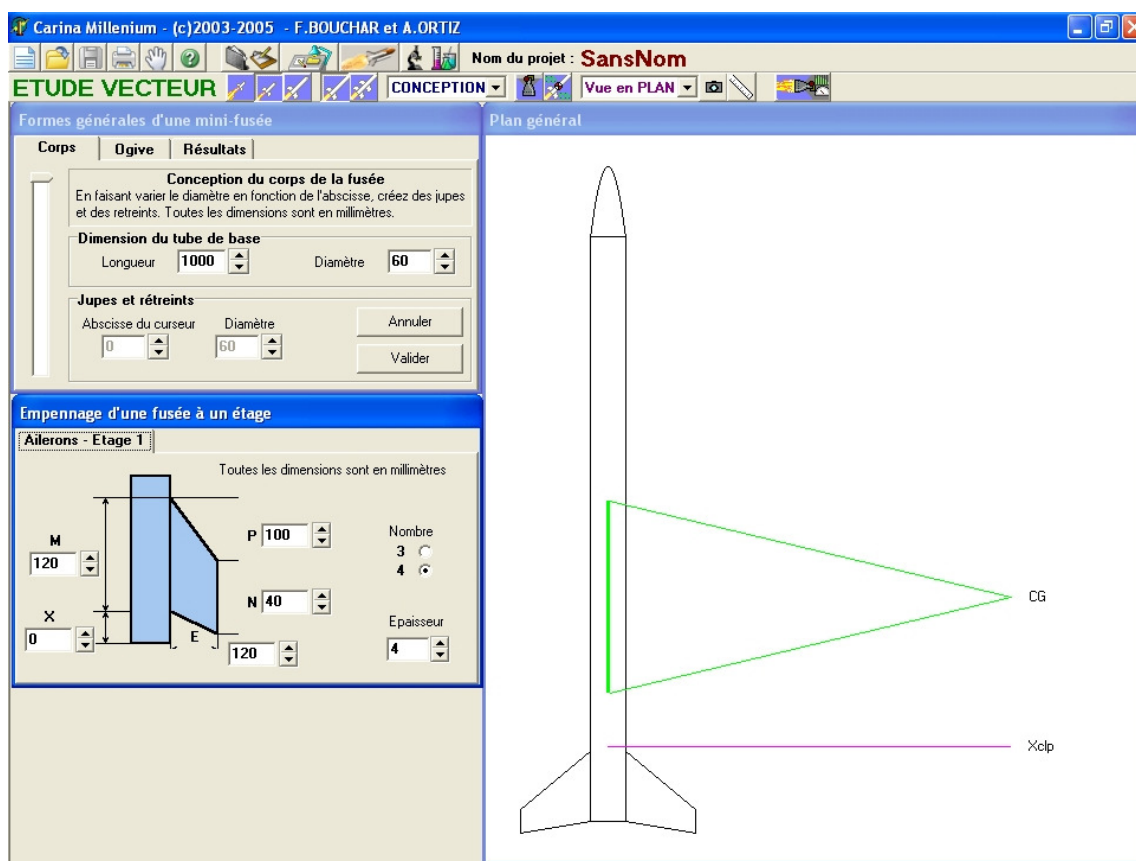 Carina Millenium - (c)2003-2005 - F.BOUCHAR et A.ORTIZ
Nom du projet : SansNom
ETUDE VECTEUR CONCEPTION Vue en PLAN
Formes générales d'une mini-fusée
Corps Ogive Résultats
Conception du corps de la fusée
En faisant varier le diamètre en fonction de l'abscisse, créez des jupes
et des retreints. Toutes les dimensions sont en millimètres.
Dimension du tube de base
Longueur 1000 Diamètre 60
Jupes et rétreints
Abscisse du curseur Diamètre
0 60
Annuler
Valider
Empennage d'une fusée à un étage
Ailerons - Etage 1
Toutes les dimensions sont en millimètres
M
120
X
0
P 100
N 40
E
120
Nombre
3
4
Epaisseur
4
Plan général
CG
Xclp